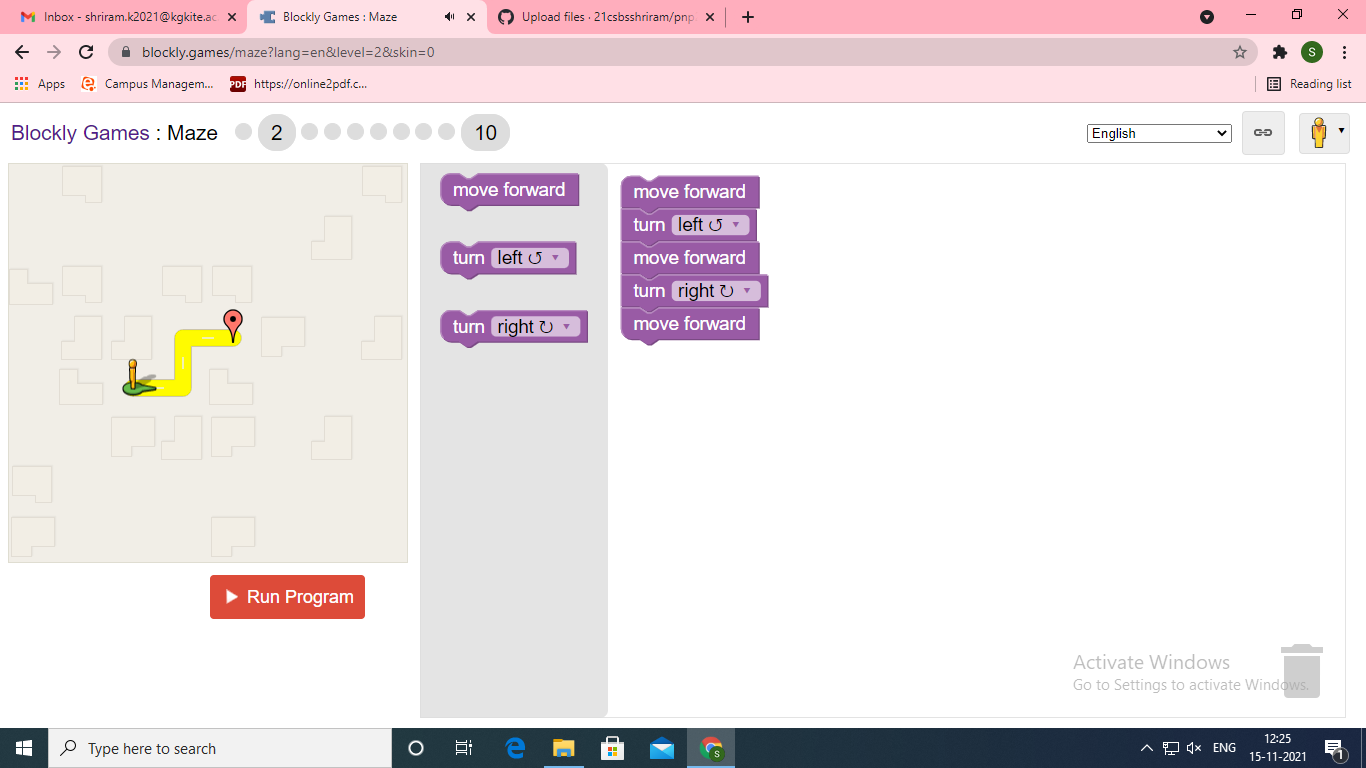 Inbox - shriram.k2021@kgkite.ac
Blockly Games : Maze
Upload files · 21csbsshriram/pnp
blockly.games/maze?lang=en&level=2&skin=0
S
Apps
Campus Managem...
PDF
https://online2pdf.c...
Reading list
Blockly Games : Maze
2
10
English
move forward
turn left ↺
turn right ↻
move forward
turn left ↺
move forward
turn right ↻
move forward
Run Program
Activate Windows
Go to Settings to activate Windows.
Type here to search
S
ENG
12:25
15-11-2021
1